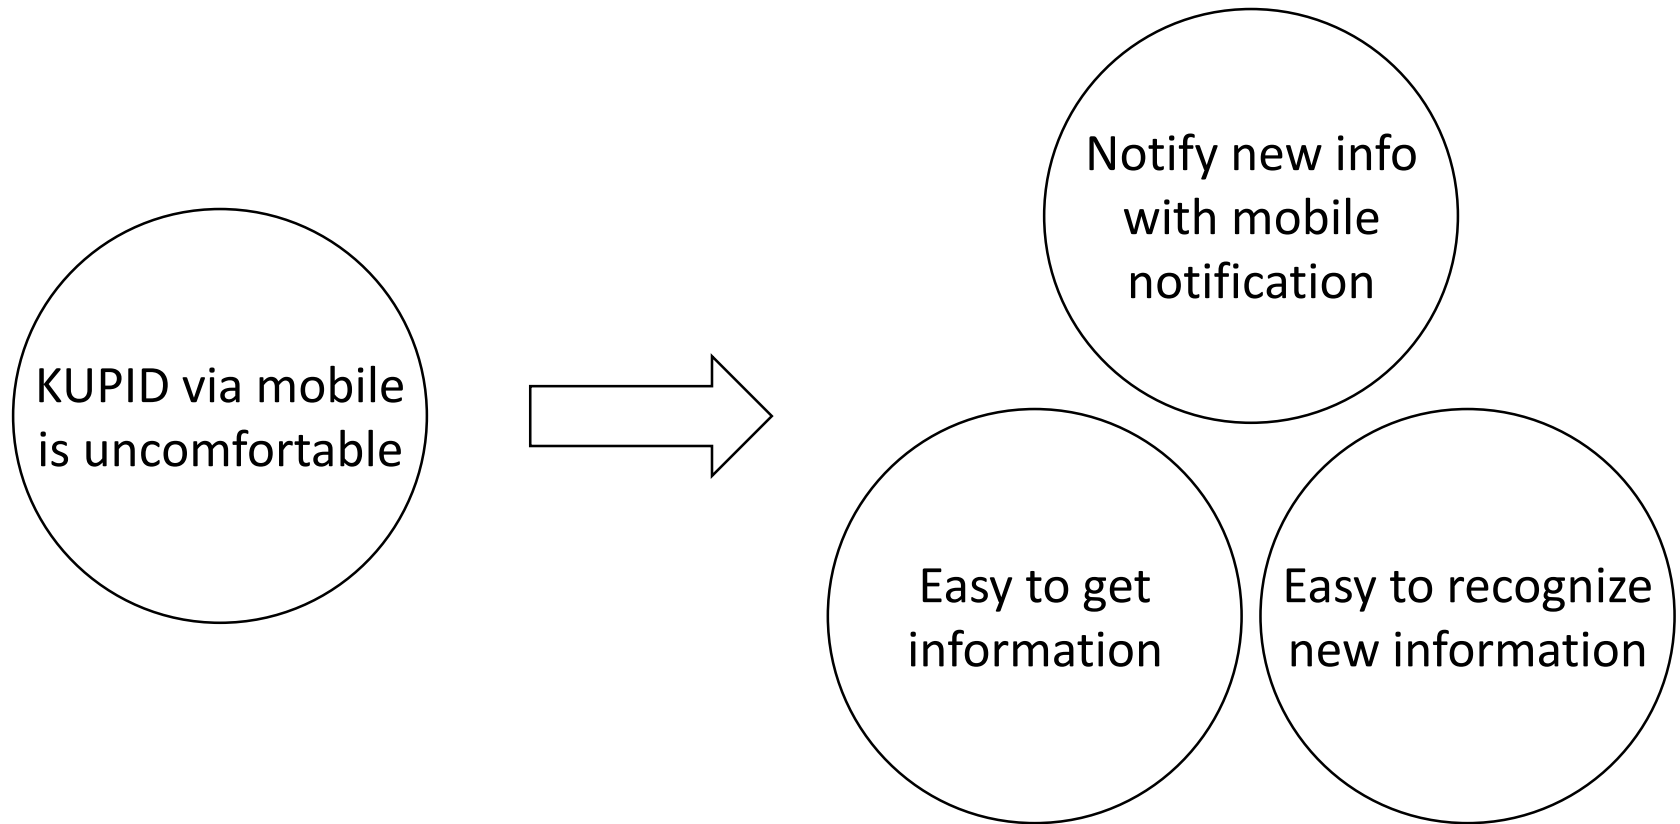 KUPID via mobile
is uncomfortable
Notify new info
with mobile
notification
Easy to get
information
Easy to recognize
new information